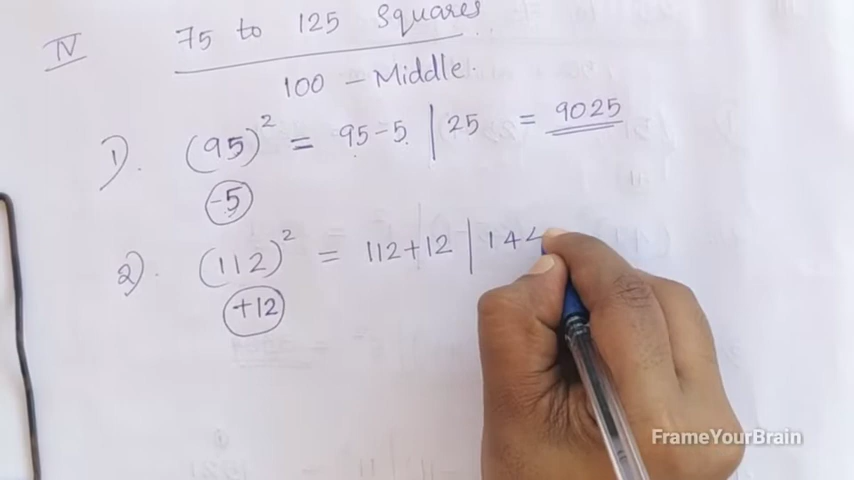 IV 75 to 125 Squares
100 - Middle.
1). (95)² = 95-5 | 25 = 9025
-5
2). (112)² = 112+12 | 144
+12
FrameYourBrain